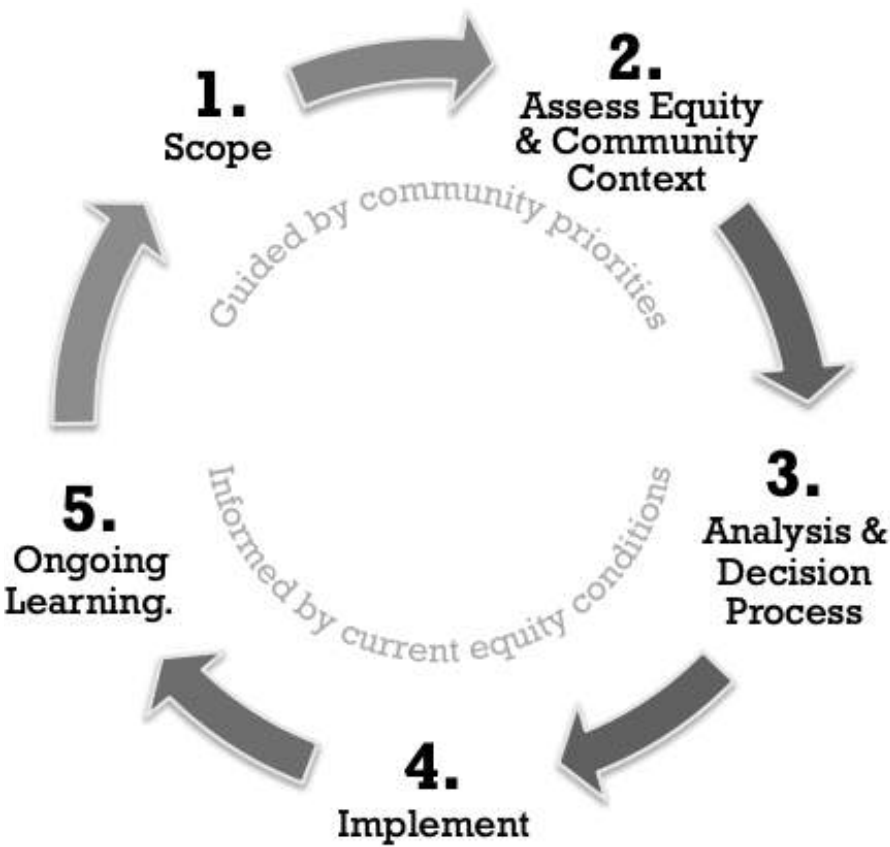 1.
Scope
2.
Assess Equity
& Community
Context
Guided by community priorities
3.
Analysis &
Decision
Process
4.
Implement
5.
Ongoing
Learning.
Informed by current equity conditions